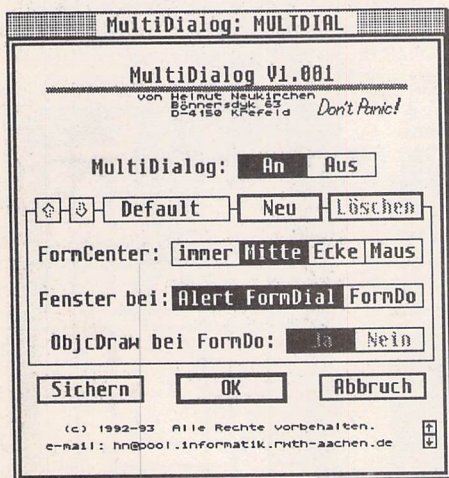 MultiDialog: MULTDIAL
MultiDialog V1.001
von Helmut Neukirchen
Bönnersdyk 63
D-4150 Krefeld
Don't Panic!
MultiDialog: An Aus
⇧ ⇩ Default Neu Löschen
FormCenter: immer Mitte Ecke Maus
Fenster bei: Alert FormDial FormDo
ObjcDraw bei FormDo: Ja Nein
Sichern OK Abbruch
(c) 1992-93 Alle Rechte vorbehalten.
e-mail: hn@pool.informatik.rwth-aachen.de